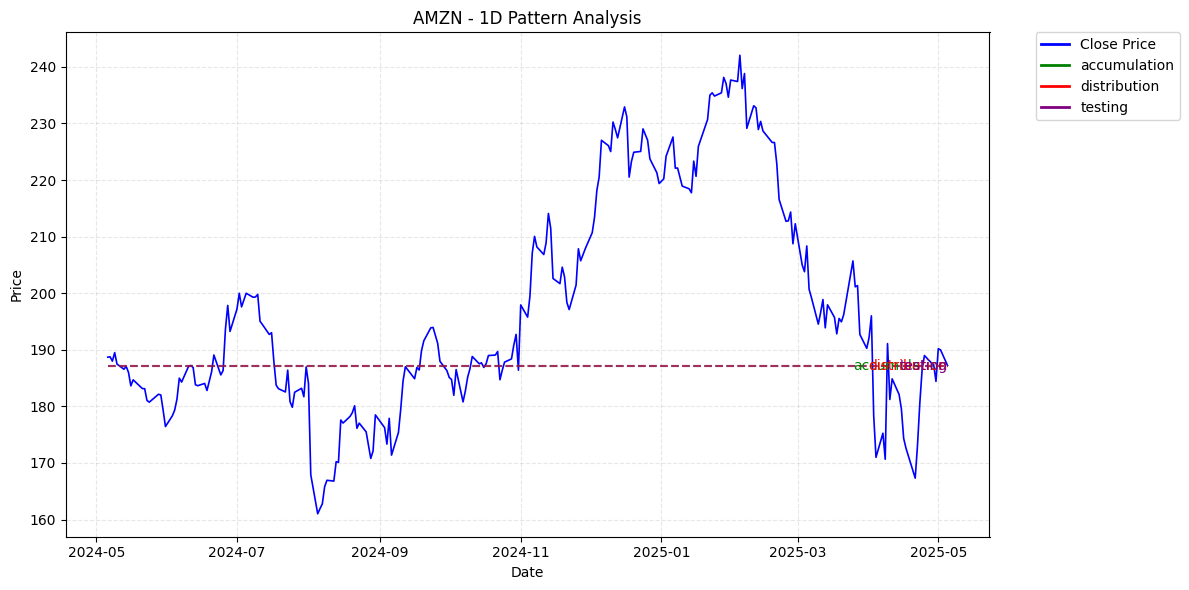 AMZN - 1D Pattern Analysis
Close Price
accumulation
distribution
testing
Price
240
230
220
210
200
190
180
170
160
testing
2024-05
2024-07
2024-09
2024-11
2025-01
2025-03
2025-05
Date